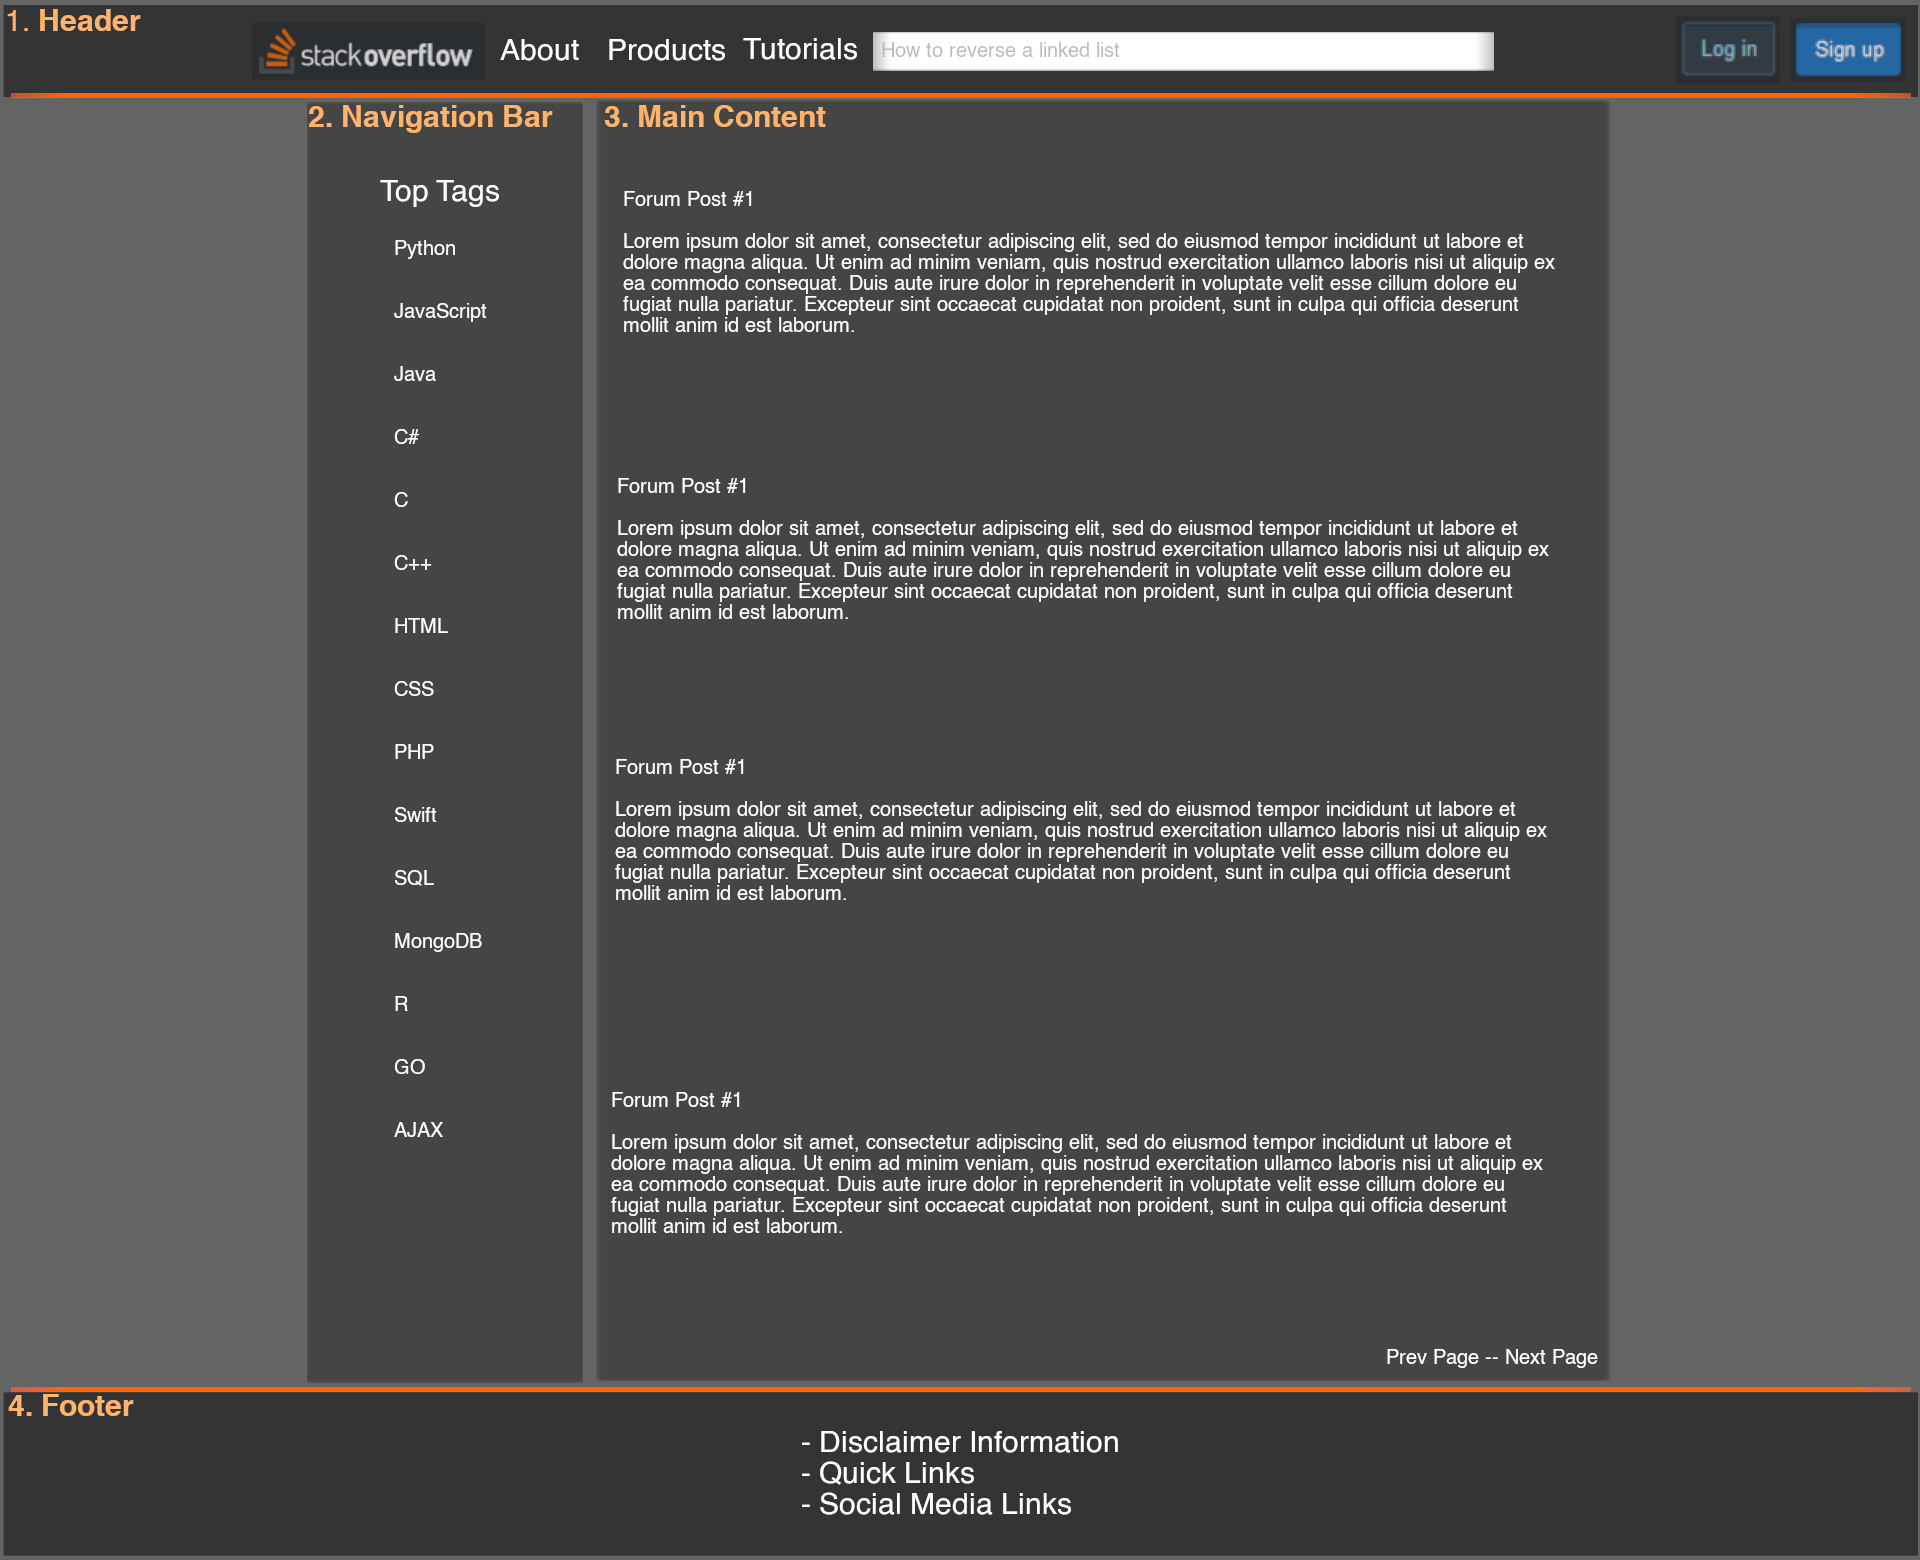 1. Header
stackoverflow About Products Tutorials How to reverse a linked list Log in Sign up
2. Navigation Bar
Top Tags
Python
JavaScript
Java
C#
C
C++
HTML
CSS
PHP
Swift
SQL
MongoDB
R
GO
AJAX
3. Main Content
Forum Post #1
Lorem ipsum dolor sit amet, consectetur adipiscing elit, sed do eiusmod tempor incididunt ut labore et
dolore magna aliqua. Ut enim ad minim veniam, quis nostrud exercitation ullamco laboris nisi ut aliquip ex
ea commodo consequat. Duis aute irure dolor in reprehenderit in voluptate velit esse cillum dolore eu
fugiat nulla pariatur. Excepteur sint occaecat cupidatat non proident, sunt in culpa qui officia deserunt
mollit anim id est laborum.
Forum Post #1
Lorem ipsum dolor sit amet, consectetur adipiscing elit, sed do eiusmod tempor incididunt ut labore et
dolore magna aliqua. Ut enim ad minim veniam, quis nostrud exercitation ullamco laboris nisi ut aliquip ex
ea commodo consequat. Duis aute irure dolor in reprehenderit in voluptate velit esse cillum dolore eu
fugiat nulla pariatur. Excepteur sint occaecat cupidatat non proident, sunt in culpa qui officia deserunt
mollit anim id est laborum.
Forum Post #1
Lorem ipsum dolor sit amet, consectetur adipiscing elit, sed do eiusmod tempor incididunt ut labore et
dolore magna aliqua. Ut enim ad minim veniam, quis nostrud exercitation ullamco laboris nisi ut aliquip ex
ea commodo consequat. Duis aute irure dolor in reprehenderit in voluptate velit esse cillum dolore eu
fugiat nulla pariatur. Excepteur sint occaecat cupidatat non proident, sunt in culpa qui officia deserunt
mollit anim id est laborum.
Forum Post #1
Lorem ipsum dolor sit amet, consectetur adipiscing elit, sed do eiusmod tempor incididunt ut labore et
dolore magna aliqua. Ut enim ad minim veniam, quis nostrud exercitation ullamco laboris nisi ut aliquip ex
ea commodo consequat. Duis aute irure dolor in reprehenderit in voluptate velit esse cillum dolore eu
fugiat nulla pariatur. Excepteur sint occaecat cupidatat non proident, sunt in culpa qui officia deserunt
mollit anim id est laborum.
Prev Page -- Next Page
4. Footer
- Disclaimer Information
- Quick Links
- Social Media Links